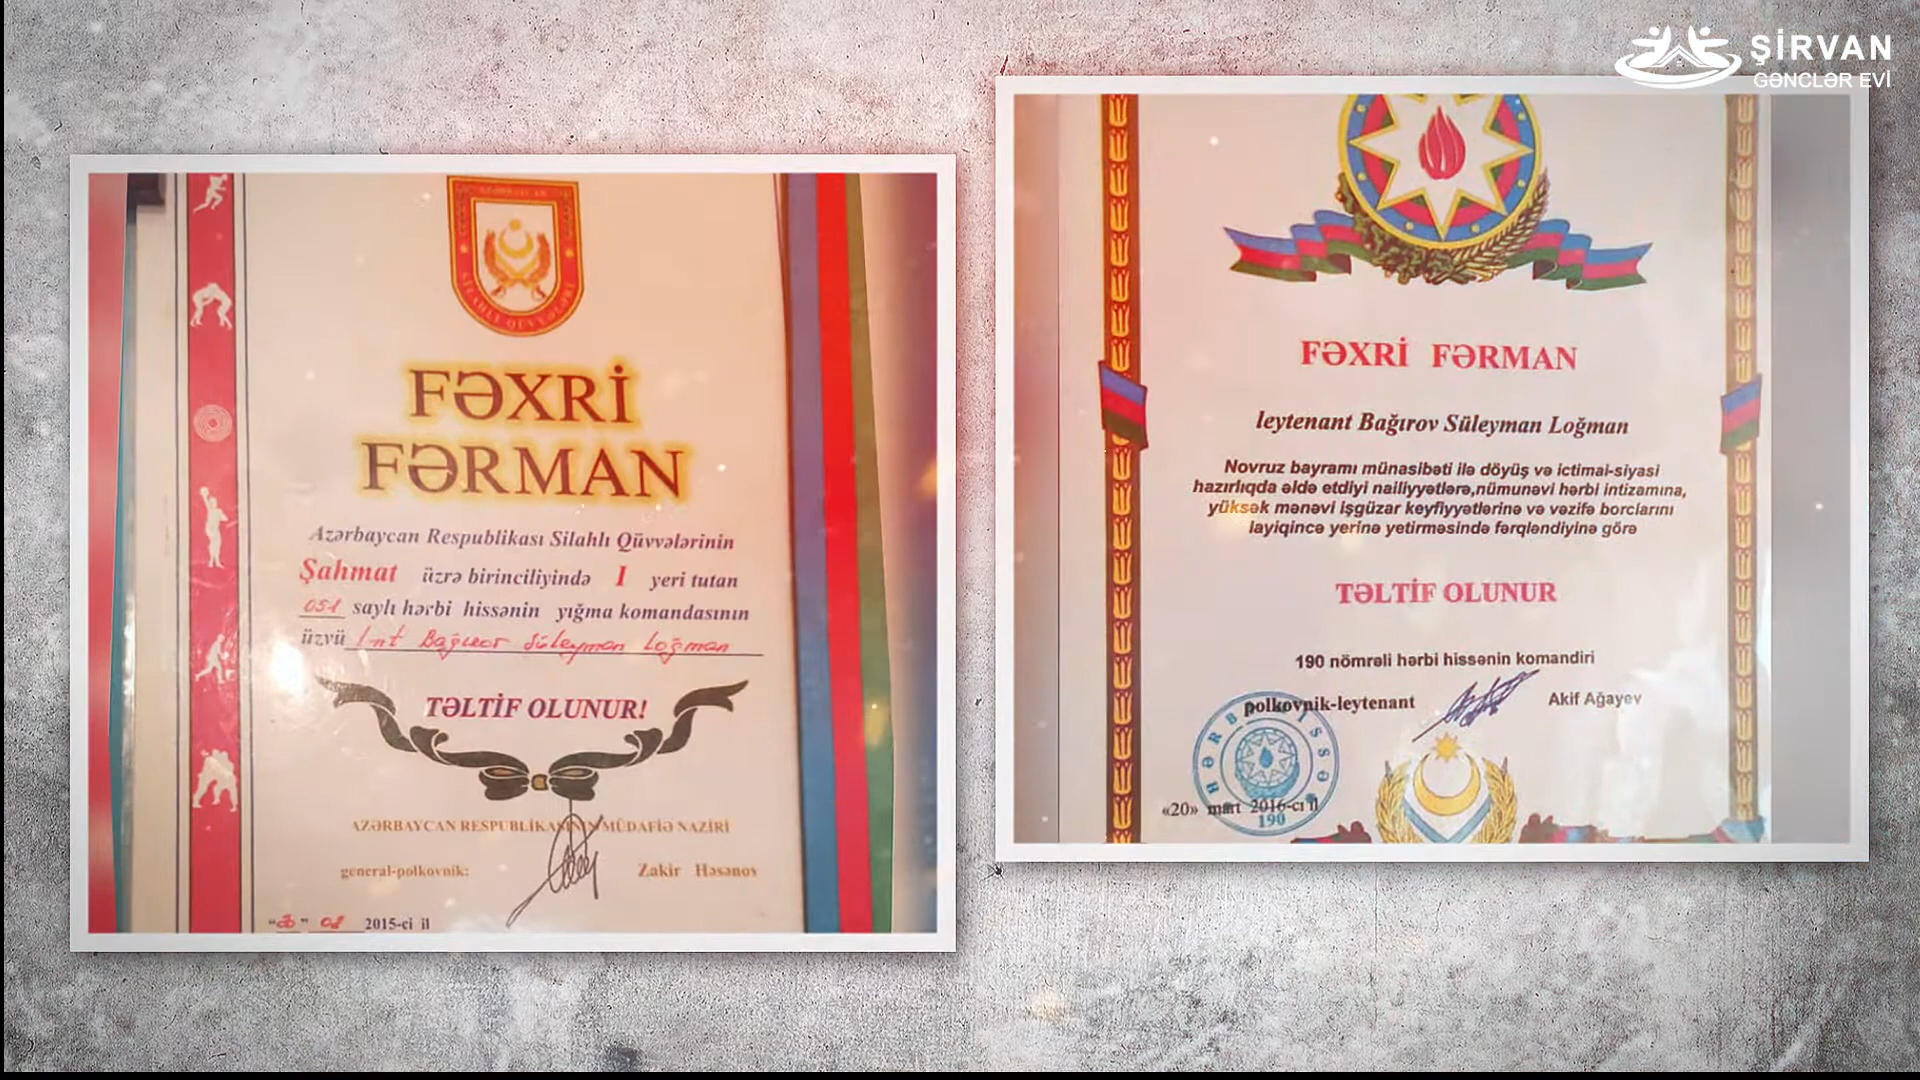 ŞİRVAN
GƏNCLƏR EVİ
FƏXRİ
FƏRMAN
Azərbaycan Respublikası Silahlı Qüvvələrinin
Şahmat üzrə birinciliyində I yeri tutan
051 saylı hərbi hissənin yığma komandasının
üzvü Lnt Bağırov Süleyman Loğman
TƏLTİF OLUNUR!
AZƏRBAYCAN RESPUBLİKASININ MÜDAFİƏ NAZİRİ
general-polkovnik: Zakir Həsənov
2015-ci il
FƏXRİ FƏRMAN
leytenant Bağırov Süleyman Loğman
Novruz bayramı münasibəti ilə döyüş və ictimai-siyasi
hazırlıqda əldə etdiyi nailiyyətlərə,nümunəvi hərbi intizamına,
yüksək mənəvi işgüzar keyfiyyətlərinə və vəzifə borclarını
layiqincə yerinə yetirməsində fərqləndiyinə görə
TƏLTİF OLUNUR
190 nömrəli hərbi hissənin komandiri
polkovnik-leytenant Akif Ağayev
«20» mart 2016-cı il
190